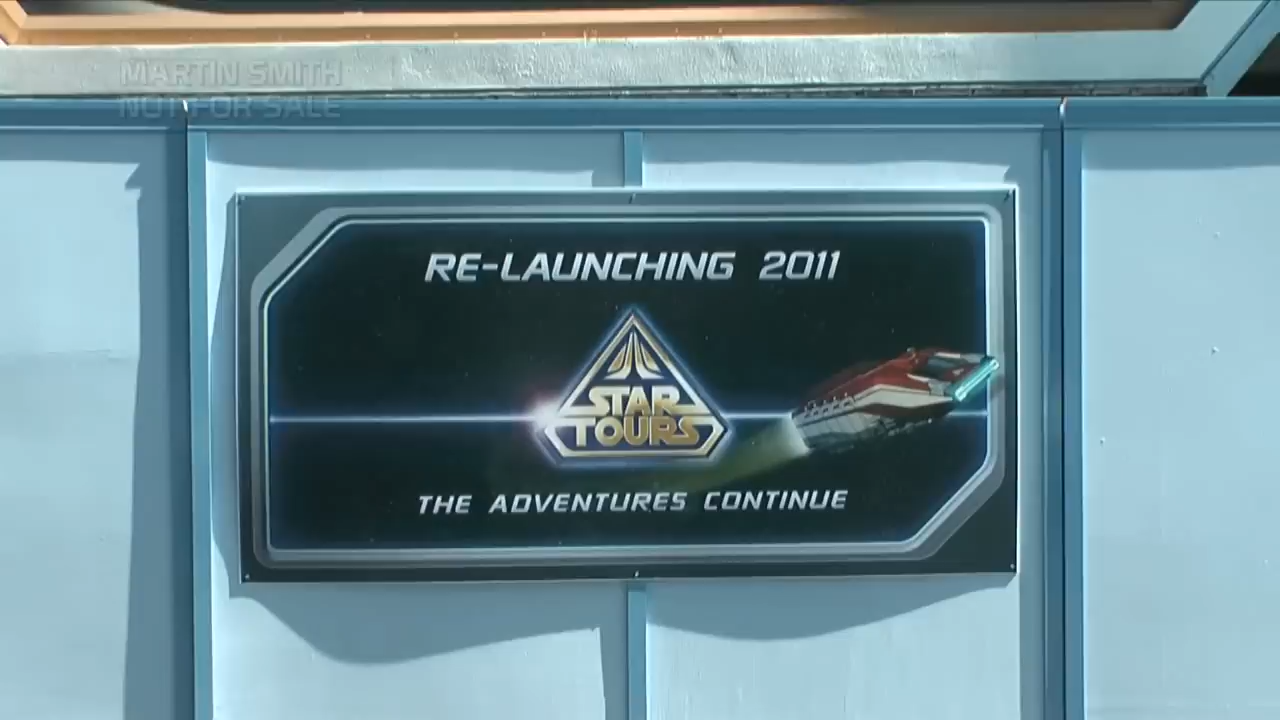 MARTIN SMITH
NOT FOR SALE
RE-LAUNCHING 2011
STAR
TOURS
THE ADVENTURES CONTINUE